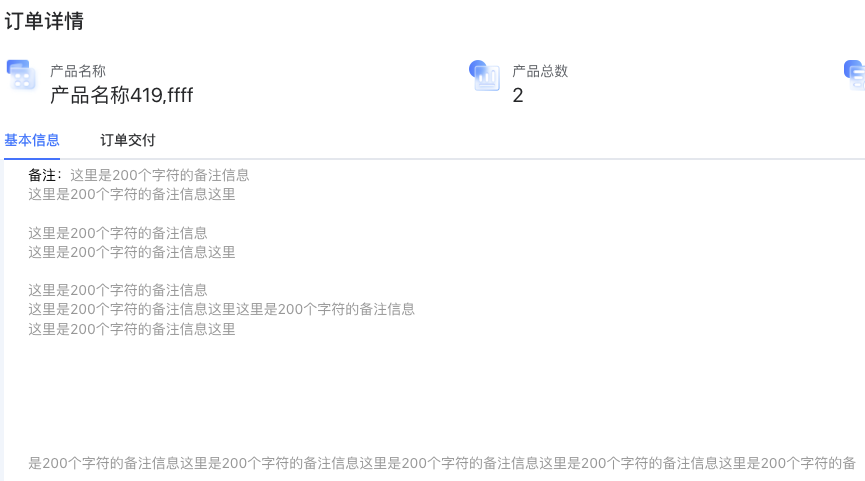 订单详情
产品名称
产品名称419,ffff
产品总数
2
基本信息
订单交付
备注：这里是200个字符的备注信息
这里是200个字符的备注信息这里
这里是200个字符的备注信息
这里是200个字符的备注信息这里
这里是200个字符的备注信息
这里是200个字符的备注信息这里这里是200个字符的备注信息
这里是200个字符的备注信息这里
是200个字符的备注信息这里是200个字符的备注信息这里是200个字符的备注信息这里是200个字符的备注信息这里是200个字符的备